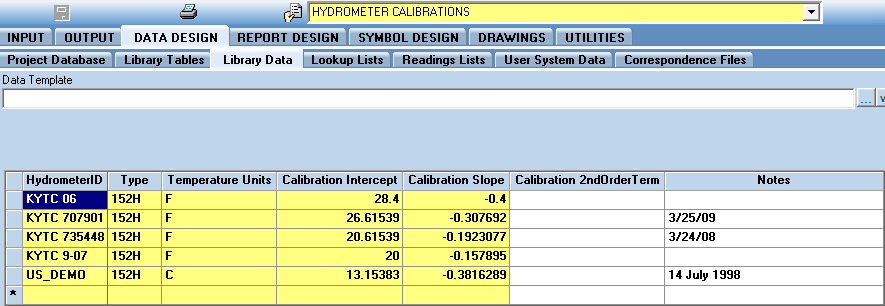 HYDROMETER CALIBRATIONS
INPUT OUTPUT DATA DESIGN REPORT DESIGN SYMBOL DESIGN DRAWINGS UTILITIES
Project Database Library Tables Library Data Lookup Lists Readings Lists User System Data Correspondence Files
Data Template
...
HydrometerID Type Temperature Units Calibration Intercept Calibration Slope Calibration 2ndOrderTerm Notes
KYTC 06 152H F 28.4 -0.4
KYTC 707901 152H F 26.61539 -0.307692 3/25/09
KYTC 735448 152H F 20.61539 -0.1923077 3/24/08
KYTC 9-07 152H F 20 -0.157895
US_DEMO 152H C 13.15383 -0.3816289 14 July 1998
*